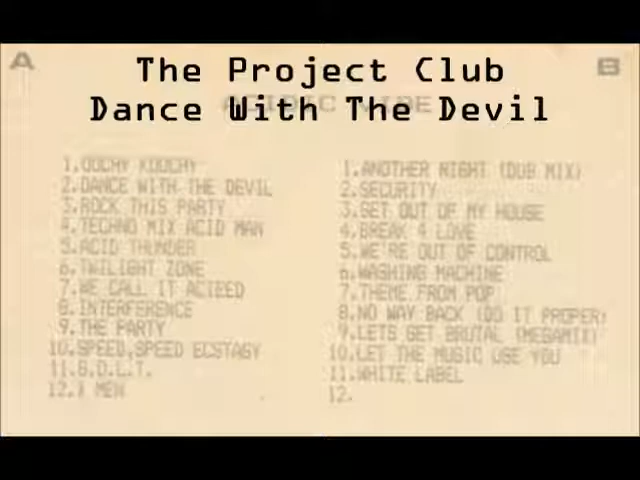 A
B
The Project Club
Dance With The Devil
1.OOCHY KOOCHY
2.DANCE WITH THE DEVIL
3.ROCK THIS PARTY
4.TECHNO MIX ACID MAN
5.ACID THUNDER
6.TWILIGHT ZONE
7.WE CALL IT ACIEED
8.INTERFERENCE
9.THE PARTY
10.SPEED,SPEED ECSTASY
11.B.D.L.T.
12.X MEN
1.ANOTHER NIGHT (DUB MIX)
2.SECURITY
3.GET OUT OF MY HOUSE
4.BREAK 4 LOVE
5.WE'RE OUT OF CONTROL
6.WASHING MACHINE
7.THEME FROM POP
8.NO WAY BACK (DO IT PROPER)
9.LETS GET BRUTAL (MEGAMIX)
10.LET THE MUSIC USE YOU
11.WHITE LABEL
12.